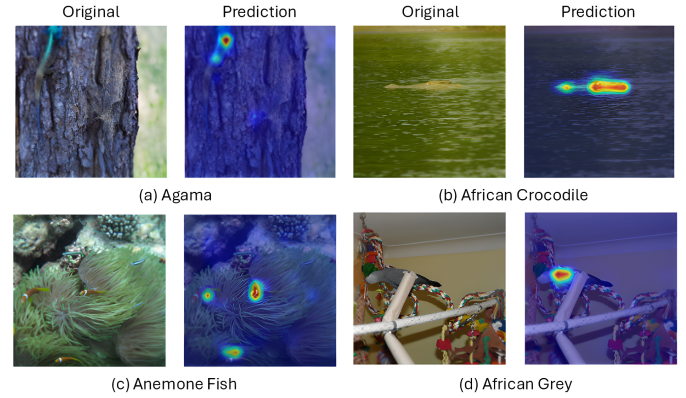 Original Prediction Original Prediction
(a) Agama (b) African Crocodile
(c) Anemone Fish (d) African Grey